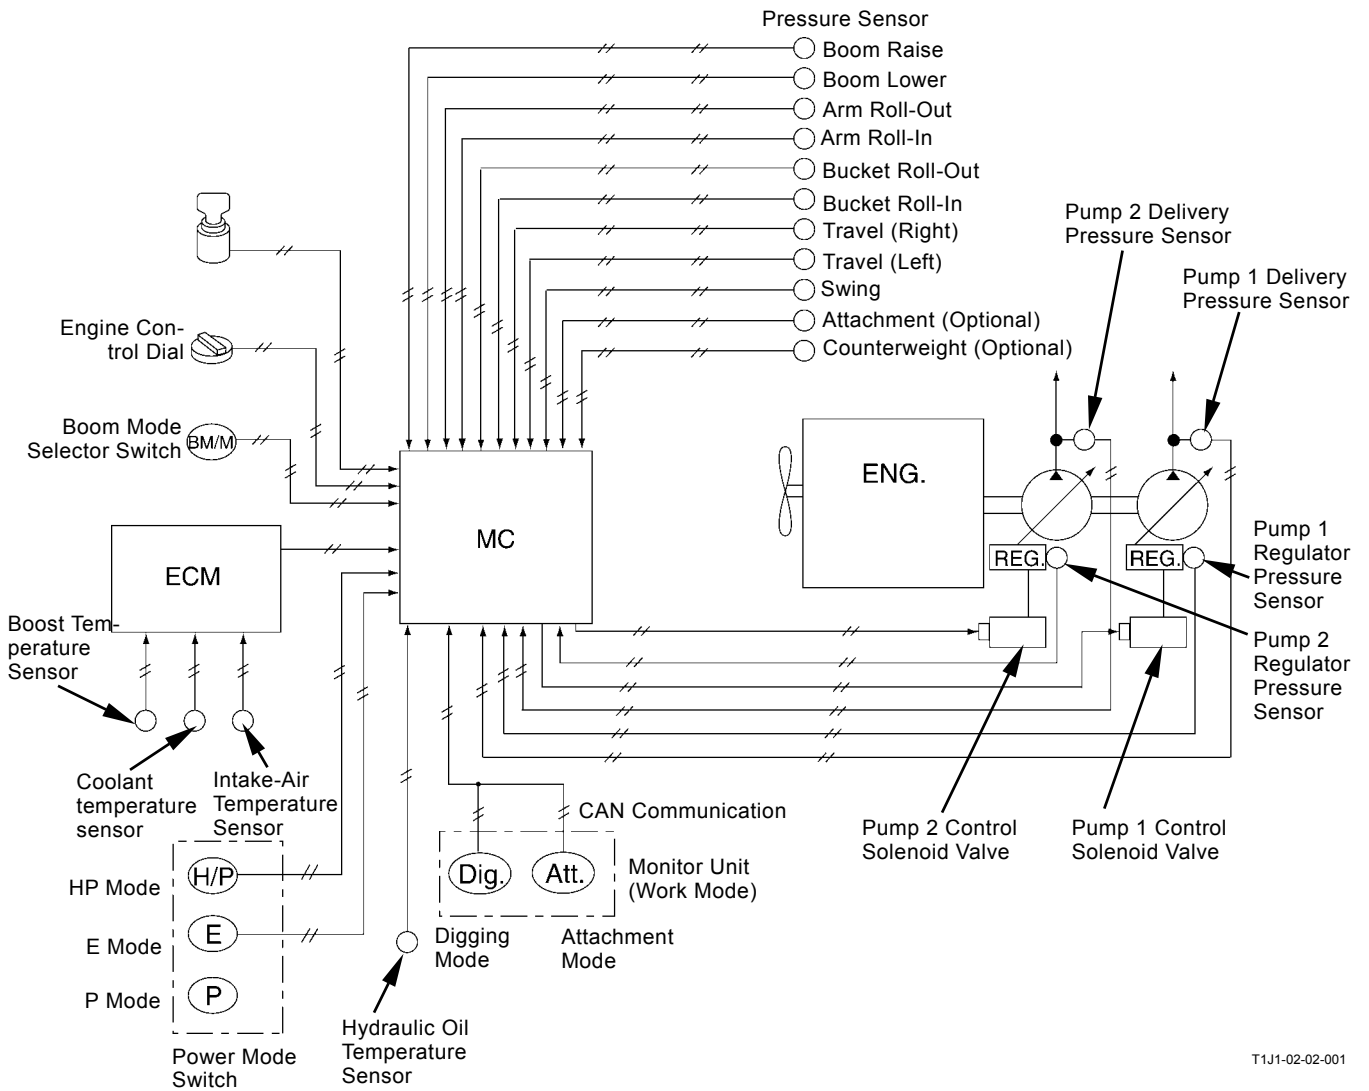 Pressure Sensor
Boom Raise
Boom Lower
Arm Roll-Out
Arm Roll-In
Bucket Roll-Out
Bucket Roll-In
Travel (Right)
Travel (Left)
Swing
Attachment (Optional)
Counterweight (Optional)
Pump 2 Delivery
Pressure Sensor
Pump 1 Delivery
Pressure Sensor
Engine Con-
trol Dial
Boom Mode
Selector Switch
BM/M
ECM
MC
ENG.
REG.
REG.
Pump 1
Regulator
Pressure
Sensor
Pump 2
Regulator
Pressure
Sensor
Boost Tem-
perature
Sensor
Coolant
temperature
sensor
Intake-Air
Temperature
Sensor
CAN Communication
Pump 2 Control
Solenoid Valve
Pump 1 Control
Solenoid Valve
HP Mode
H/P
E Mode
E
P Mode
P
Power Mode
Switch
Dig.
Att.
Monitor Unit
(Work Mode)
Digging
Mode
Attachment
Mode
Hydraulic Oil
Temperature
Sensor
T1J1-02-02-001